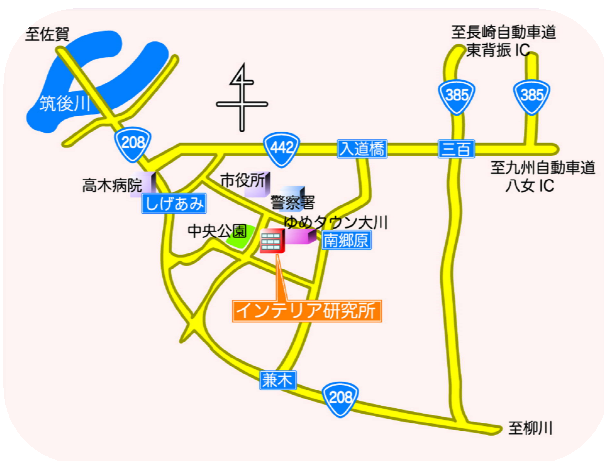 至佐賀
至長崎自動車道
東背振 IC
筑後川
385
385
208
442
入道橋
三百
至九州自動車道
八女 IC
高木病院
市役所
しげあみ
警察署
中央公園
ゆめタウン大川
南郷原
インテリア研究所
兼木
208
至柳川